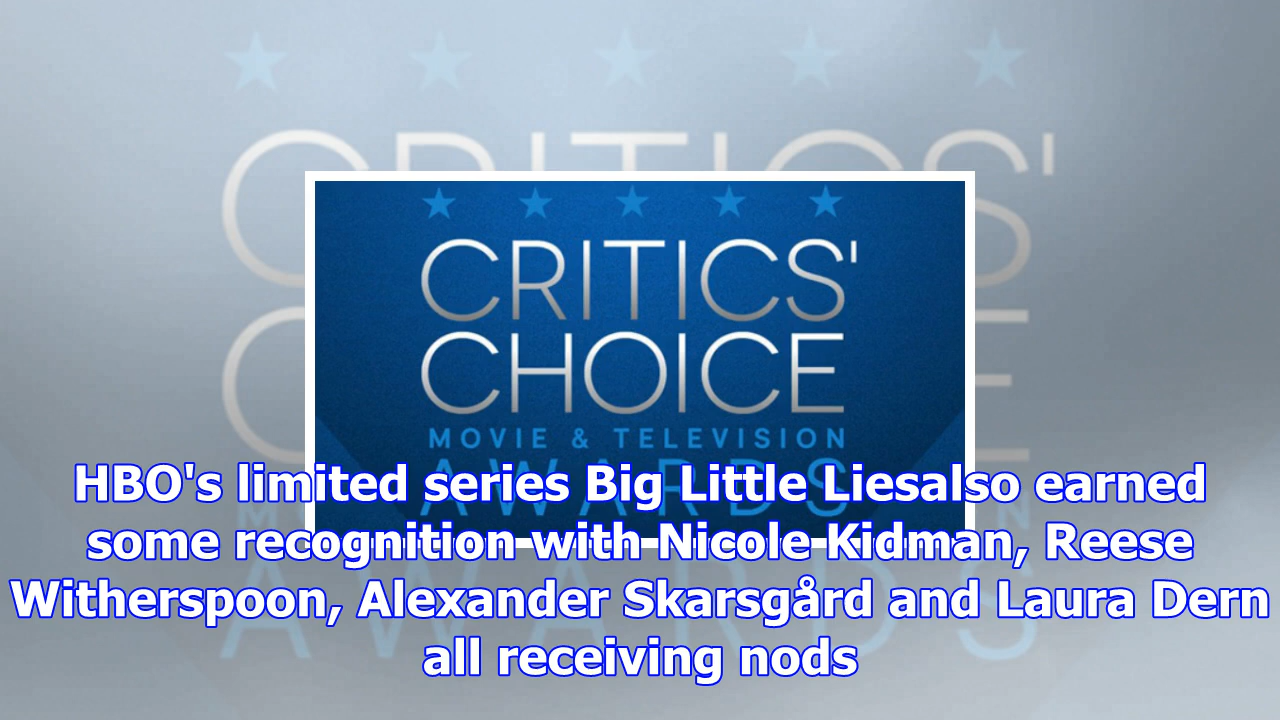 CRITICS'
CHOICE
MOVIE & TELEVISION
AWARDS
HBO's limited series Big Little Liesalso earned
some recognition with Nicole Kidman, Reese
Witherspoon, Alexander Skarsgård and Laura Dern
all receiving nods